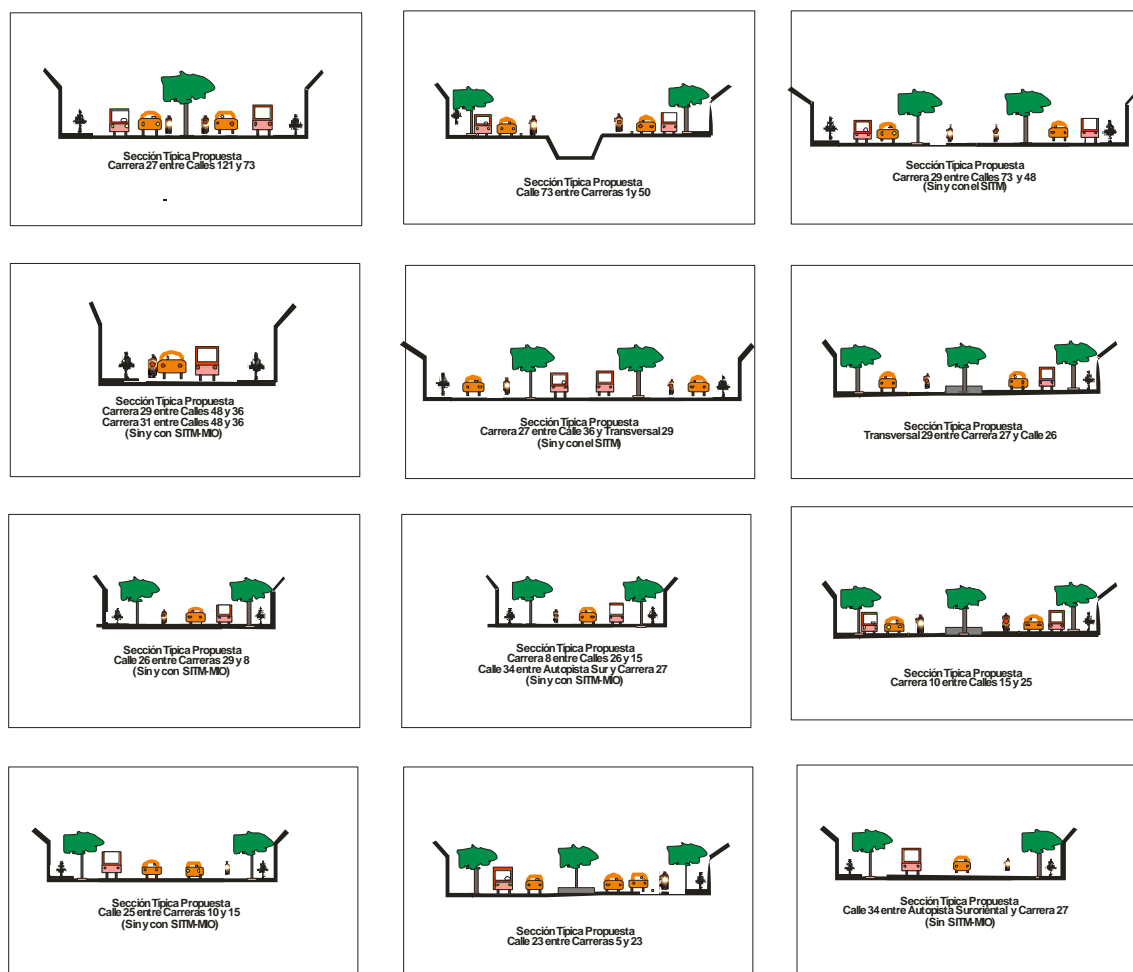 Sección Típica Propuesta
Carrera 27 entre Calles 121 y 73
-
Sección Típica Propuesta
Calle 73 entre Carreras 1 y 50
Sección Típica Propuesta
Carrera 29 entre Calles 73 y 48
(Sin y con el SITM)
Sección Típica Propuesta
Carrera 29 entre Calles 48 y 36
Carrera 31 entre Calles 48 y 36
(Sin y con SITM-MIO)
Sección Típica Propuesta
Carrera 27 entre Calle 36 y Transversal 29
(Sin y con el SITM)
Sección Típica Propuesta
Transversal 29 entre Carrera 27 y Calle 26
Sección Típica Propuesta
Calle 26 entre Carreras 29 y 8
(Sin y con SITM-MIO)
Sección Típica Propuesta
Carrera 8 entre Calles 26 y 15
Calle 34 entre Autopista Sur y Carrera 27
(Sin y con SITM-MIO)
Sección Típica Propuesta
Carrera 10 entre Calles 15 y 25
Sección Típica Propuesta
Calle 25 entre Carreras 10 y 15
(Sin y con SITM-MIO)
Sección Típica Propuesta
Calle 23 entre Carreras 5 y 23
Sección Típica Propuesta
Calle 34 entre Autopista Suroriental y Carrera 27
(Sin SITM-MIO)